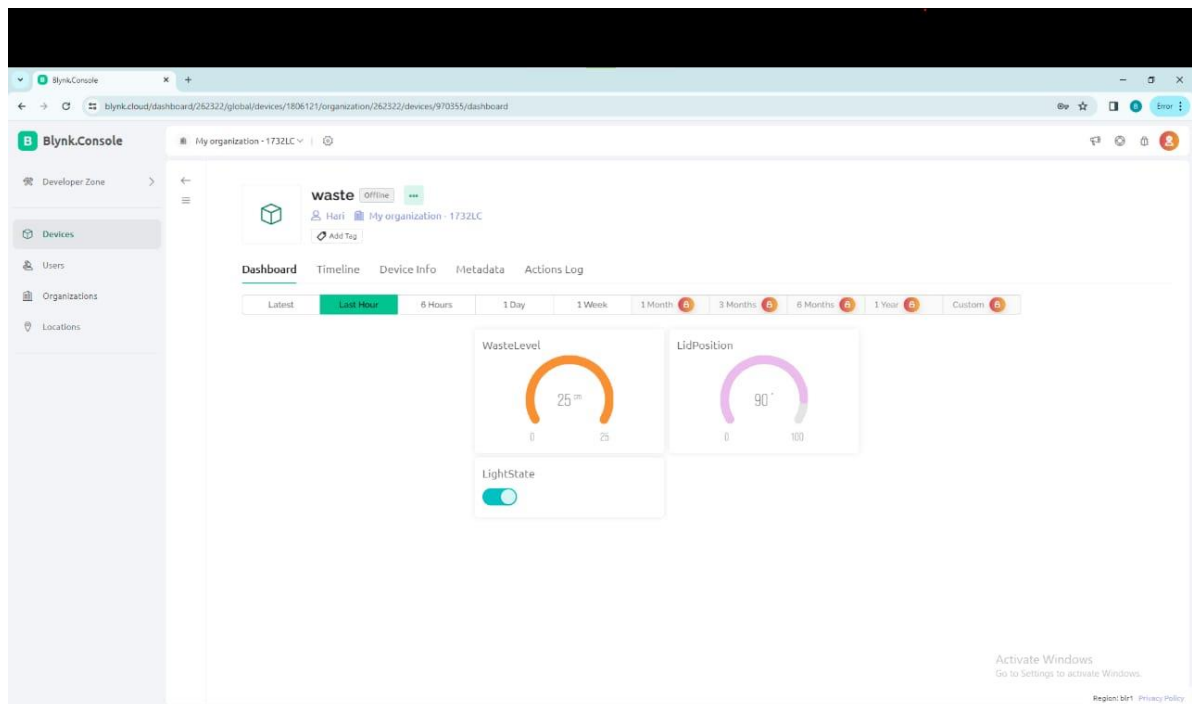 Blynk.Console
blynk.cloud/dashboard/262322/global/devices/1806121/organization/262322/devices/970355/dashboard
Error
B Blynk.Console
My organization - 1732LC
Developer Zone
Devices
Users
Organizations
Locations
waste Offline
Hari My organization - 1732LC
Add Tag
Dashboard Timeline Device Info Metadata Actions Log
Latest Last Hour 6 Hours 1 Day 1 Week 1 Month 3 Months 6 Months 1 Year Custom
WasteLevel
25 cm
0 25
LidPosition
90 °
0 100
LightState
Activate Windows
Go to Settings to activate Windows.
Region: blr1 Privacy Policy